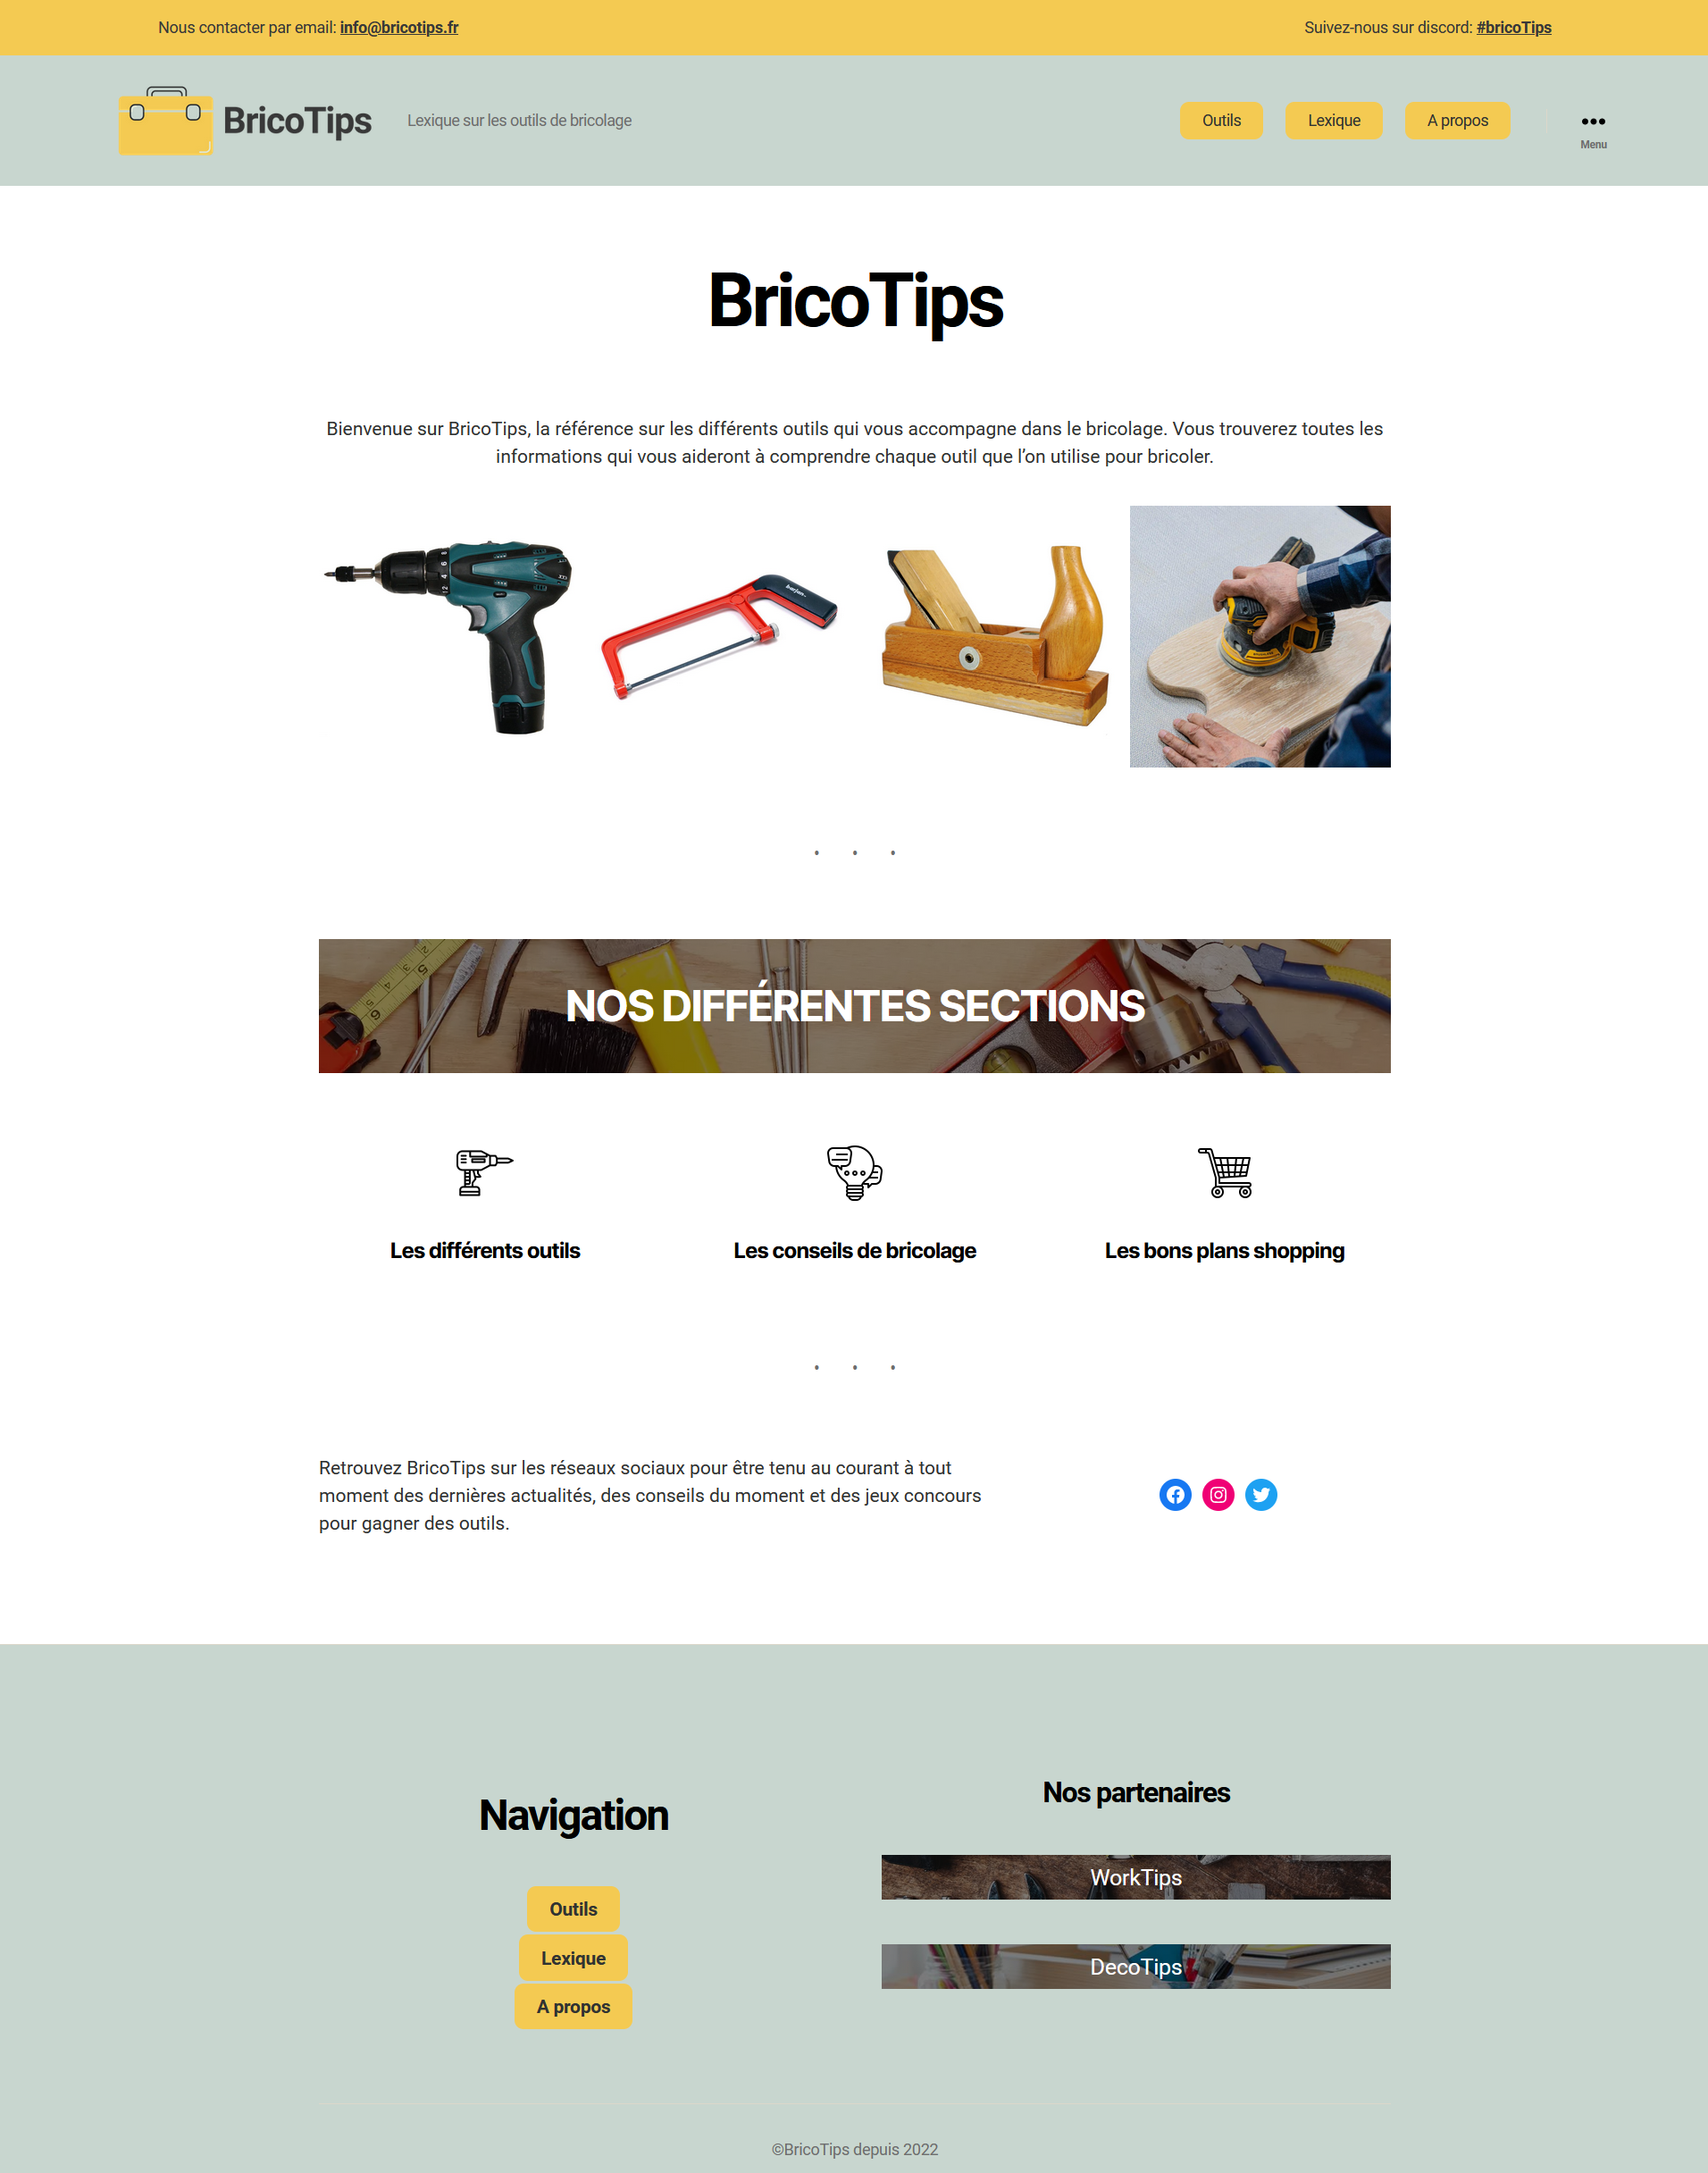 Nous contacter par email: info@bricotips.fr
Suivez-nous sur discord: #bricoTips
BricoTips
Lexique sur les outils de bricolage
Outils
Lexique
A propos
Menu
BricoTips
Bienvenue sur BricoTips, la référence sur les différents outils qui vous accompagne dans le bricolage. Vous trouverez toutes les
informations qui vous aideront à comprendre chaque outil que l’on utilise pour bricoler.
NOS DIFFÉRENTES SECTIONS
Les différents outils
Les conseils de bricolage
Les bons plans shopping
Retrouvez BricoTips sur les réseaux sociaux pour être tenu au courant à tout
moment des dernières actualités, des conseils du moment et des jeux concours
pour gagner des outils.
Navigation
Outils
Lexique
A propos
Nos partenaires
WorkTips
DecoTips
©BricoTips depuis 2022